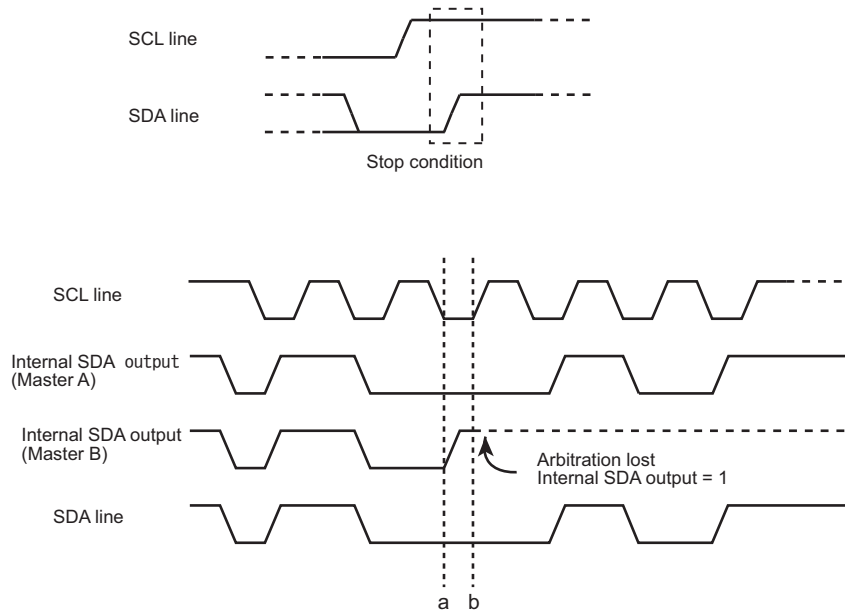 SCL line
SDA line
Stop condition
SCL line
Internal SDA output
(Master A)
Internal SDA output
(Master B)
Arbitration lost
Internal SDA output = 1
SDA line
a b